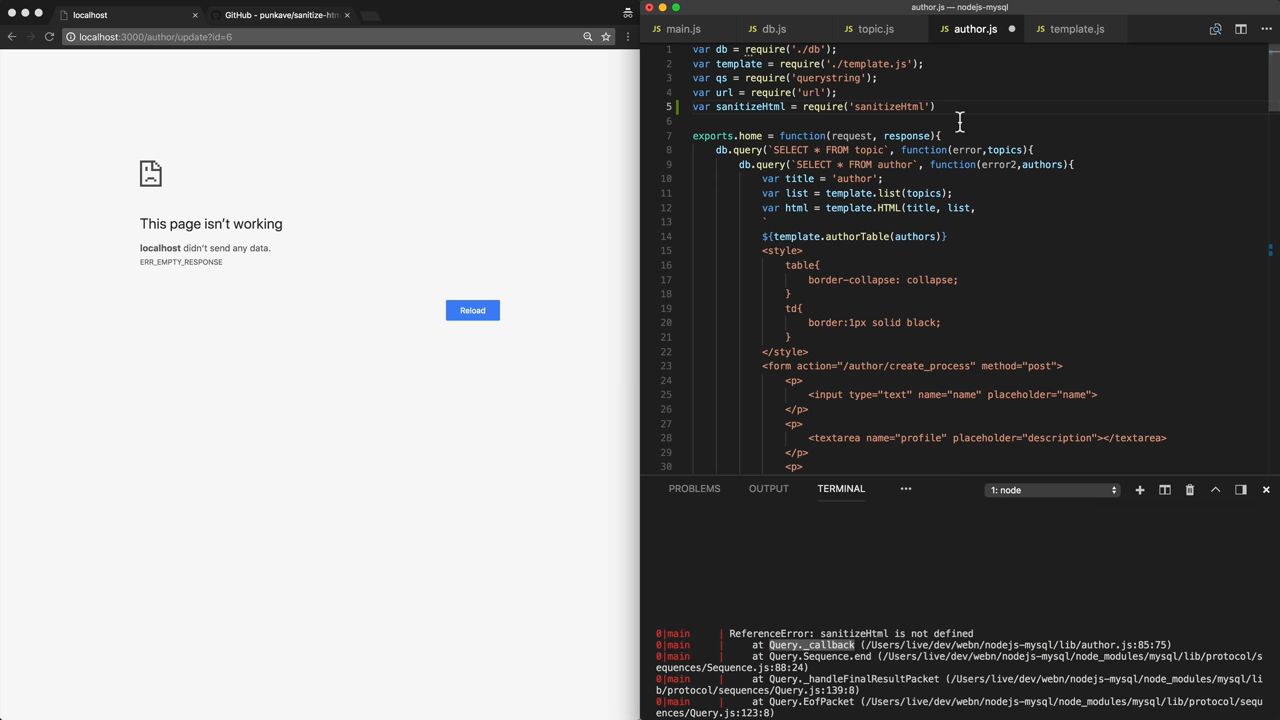 localhost
GitHub - punkave/sanitize-htm
localhost:3000/author/update?id=6
This page isn't working
localhost didn't send any data.
ERR_EMPTY_RESPONSE
Reload
author.js — nodejs-mysql
JS main.js
JS db.js
JS topic.js
JS author.js
JS template.js
1 var db = require('./db');
2 var template = require('./template.js');
3 var qs = require('querystring');
4 var url = require('url');
5 var sanitizeHtml = require('sanitizeHtml')
6
7 exports.home = function(request, response){
8 db.query(`SELECT * FROM topic`, function(error,topics){
9 db.query(`SELECT * FROM author`, function(error2,authors){
10 var title = 'author';
11 var list = template.list(topics);
12 var html = template.HTML(title, list,
13 `
14 ${template.authorTable(authors)}
15 <style>
16 table{
17 border-collapse: collapse;
18 }
19 td{
20 border:1px solid black;
21 }
22 </style>
23 <form action="/author/create_process" method="post">
24 <p>
25 <input type="text" name="name" placeholder="name">
26 </p>
27 <p>
28 <textarea name="profile" placeholder="description"></textarea>
29 </p>
30 <p>
PROBLEMS OUTPUT TERMINAL ••• 1: node
0|main | ReferenceError: sanitizeHtml is not defined
0|main | at Query._callback (/Users/live/dev/webn/nodejs-mysql/lib/author.js:85:75)
0|main | at Query.Sequence.end (/Users/live/dev/webn/nodejs-mysql/node_modules/mysql/lib/protocol/s
equences/Sequence.js:88:24)
0|main | at Query._handleFinalResultPacket (/Users/live/dev/webn/nodejs-mysql/node_modules/mysql/li
b/protocol/sequences/Query.js:139:8)
0|main | at Query.EofPacket (/Users/live/dev/webn/nodejs-mysql/node_modules/mysql/lib/protocol/sequ
ences/Query.js:123:8)